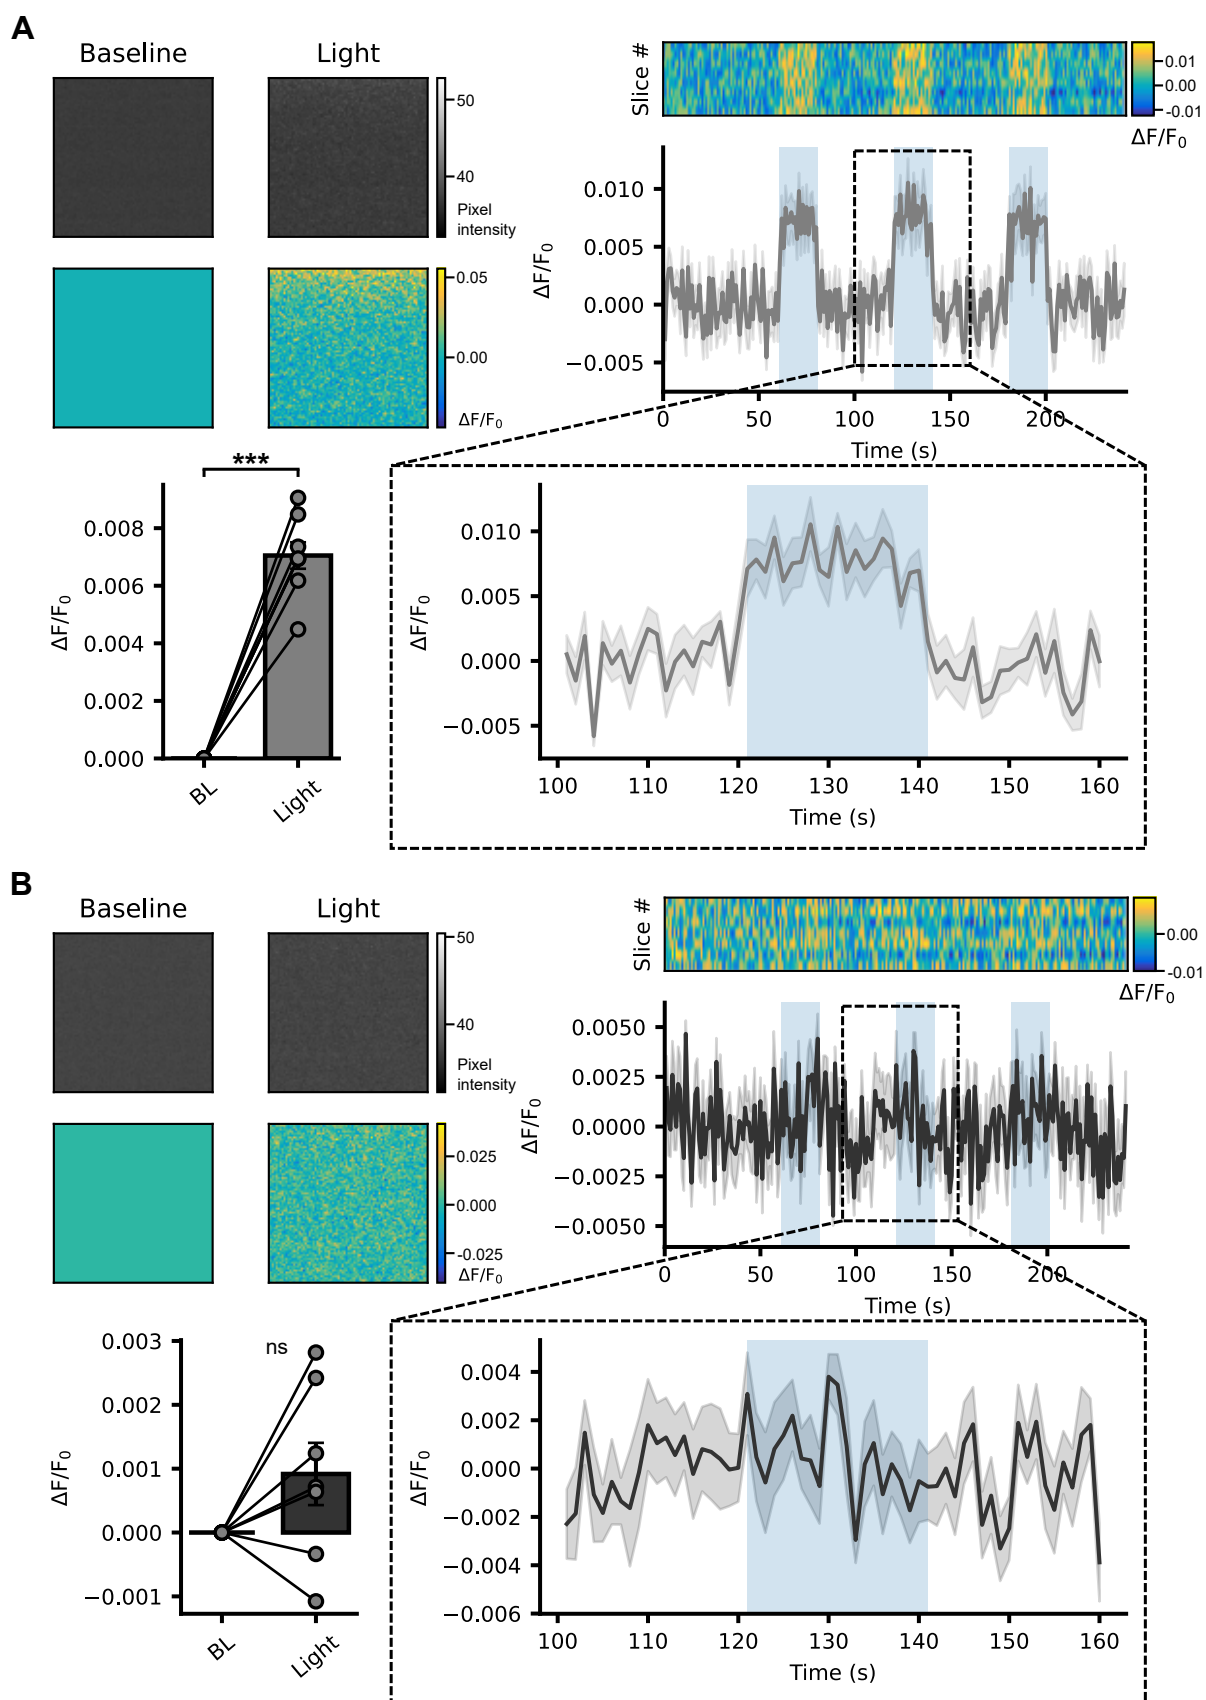 A
Baseline
Light
50
40
Pixel
intensity
0.05
0.00
ΔF/F0
Slice #
0.01
0.00
-0.01
ΔF/F0
0.010
0.005
0.000
−0.005
ΔF/F0
0
50
100
150
200
Time (s)
***
0.008
0.006
0.004
0.002
0.000
ΔF/F0
BL
Light
0.010
0.005
0.000
−0.005
ΔF/F0
100
110
120
130
140
150
160
Time (s)
B
Baseline
Light
50
40
Pixel
intensity
0.025
0.000
-0.025
ΔF/F0
Slice #
0.00
-0.01
ΔF/F0
0.0050
0.0025
0.0000
−0.0025
−0.0050
ΔF/F0
0
50
100
150
200
Time (s)
ns
0.003
0.002
0.001
0.000
−0.001
ΔF/F0
BL
Light
0.004
0.002
0.000
−0.002
−0.004
−0.006
ΔF/F0
100
110
120
130
140
150
160
Time (s)